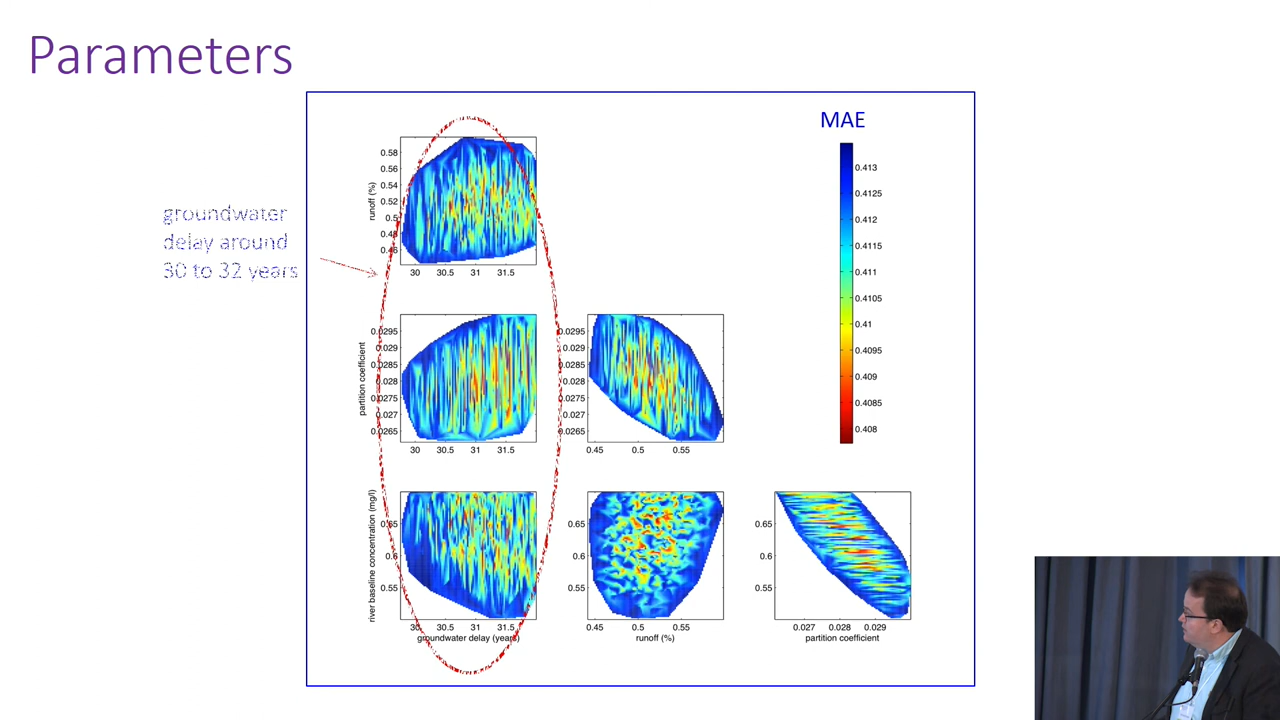 Parameters
MAE
groundwater
delay around
30 to 32 years
runoff (%)
0.58
0.56
0.54
0.52
0.5
0.48
0.46
30 30.5 31 31.5
partition coefficient
0.0295
0.029
0.0285
0.028
0.0275
0.027
0.0265
30 30.5 31 31.5
0.0295
0.029
0.0285
0.028
0.0275
0.027
0.0265
0.45 0.5 0.55
river baseline concentration (mg/l)
0.65
0.6
0.55
30 30.5 31 31.5
groundwater delay (years)
0.65
0.6
0.55
0.45 0.5 0.55
runoff (%)
0.65
0.6
0.55
0.027 0.028 0.029
partition coefficient
0.413
0.4125
0.412
0.4115
0.411
0.4105
0.41
0.4095
0.409
0.4085
0.408